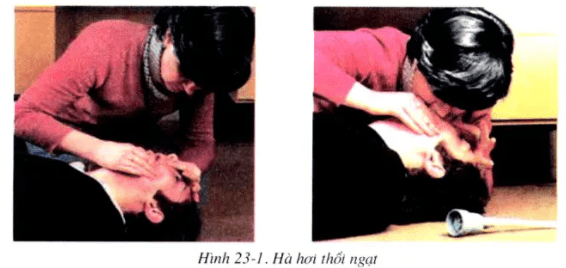 Hình 23-1. Hà hơi thổi ngạt